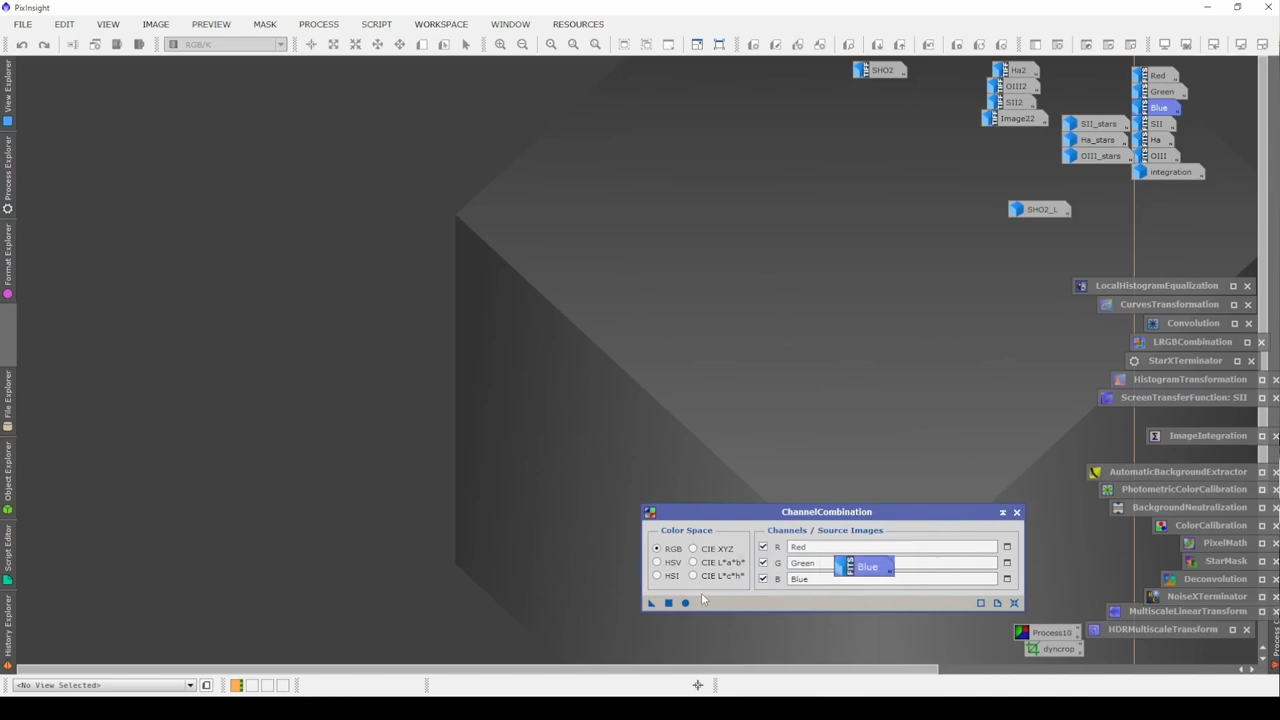 PixInsight
FILE EDIT VIEW IMAGE PREVIEW MASK PROCESS SCRIPT WORKSPACE WINDOW RESOURCES
RGB/K
View Explorer
Process Explorer
Format Explorer
File Explorer
Object Explorer
Script Editor
History Explorer
SHO2
Ha2
OIII2
SII2
Image22
SII_stars
Ha_stars
OIII_stars
Red
Green
Blue
SII
Ha
OIII
integration
SHO2_L
TIFF
FITS
LocalHistogramEqualization
CurvesTransformation
Convolution
LRGBCombination
StarXTerminator
HistogramTransformation
ScreenTransferFunction: SII
ImageIntegration
AutomaticBackgroundExtractor
PhotometricColorCalibration
BackgroundNeutralization
ColorCalibration
PixelMath
StarMask
Deconvolution
NoiseXTerminator
MultiscaleLinearTransform
HDRMultiscaleTransform
Process10
dyncrop
ChannelCombination
Color Space
RGB CIE XYZ
HSV CIE L*a*b*
HSI CIE L*c*h*
Channels / Source Images
R Red
G Green
B Blue
FITS Blue
<No View Selected>